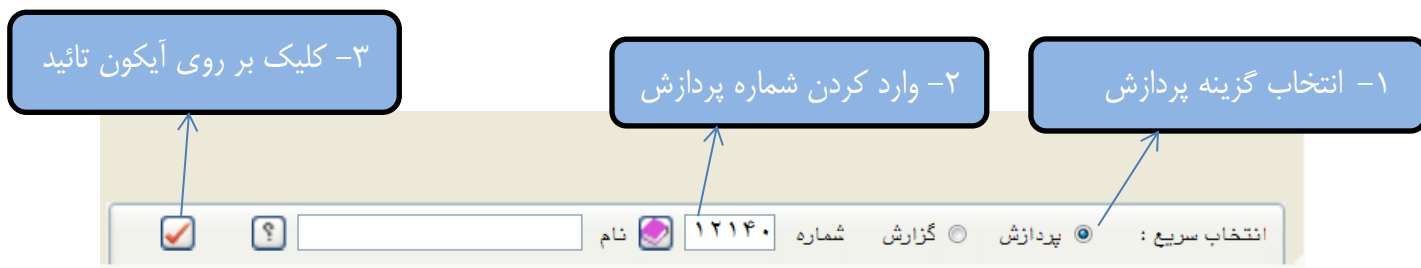 ۱- انتخاب گزینه پردازش
۲- وارد کردن شماره پردازش
۳- کلیک بر روی آیکون تائید
انتخاب سریع : پردازش گزارش شماره ۱۲۱۴۰ نام ؟